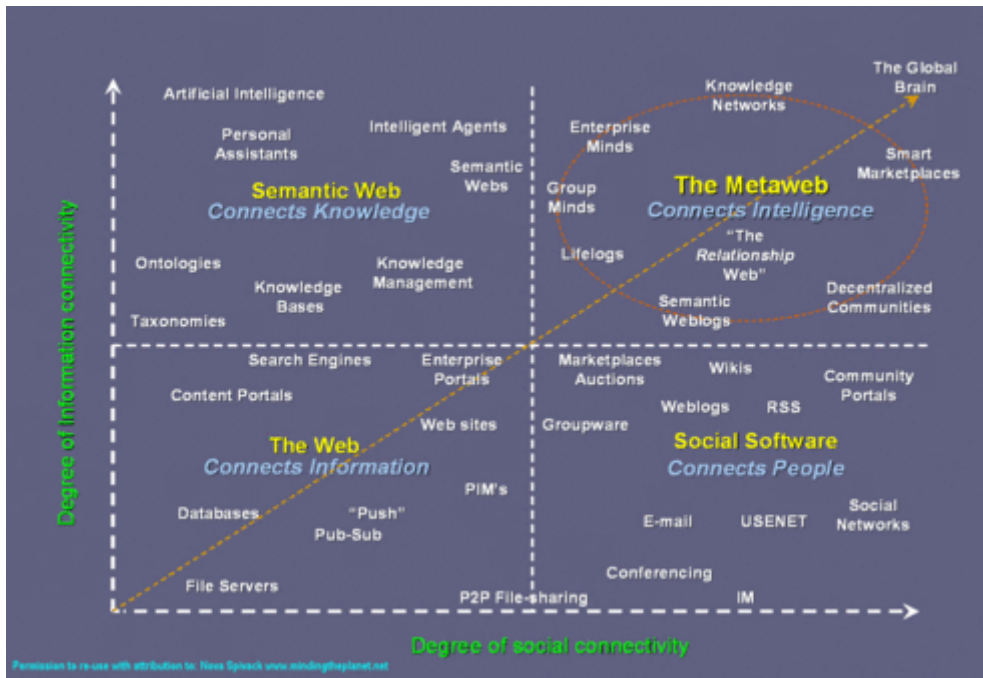 The Global
Brain
Knowledge
Networks
Artificial Intelligence
Intelligent Agents
Enterprise
Minds
Personal
Assistants
Smart
Marketplaces
Semantic
Webs
Semantic Web
Connects Knowledge
Group
Minds
The Metaweb
Connects Intelligence
Lifelogs
"The
Relationship
Web"
Ontologies
Knowledge
Management
Knowledge
Bases
Decentralized
Communities
Semantic
Weblogs
Taxonomies
Degree of Information connectivity
Search Engines
Enterprise
Portals
Marketplaces
Auctions
Wikis
Community
Portals
Content Portals
Weblogs
RSS
Web sites
Groupware
The Web
Connects Information
Social Software
Connects People
PIM's
Databases
"Push"
Pub-Sub
E-mail
USENET
Social
Networks
File Servers
Conferencing
P2P File-sharing
IM
Degree of social connectivity
Permission to re-use with attribution to: Nova Spivack www.mindingtheplanet.net